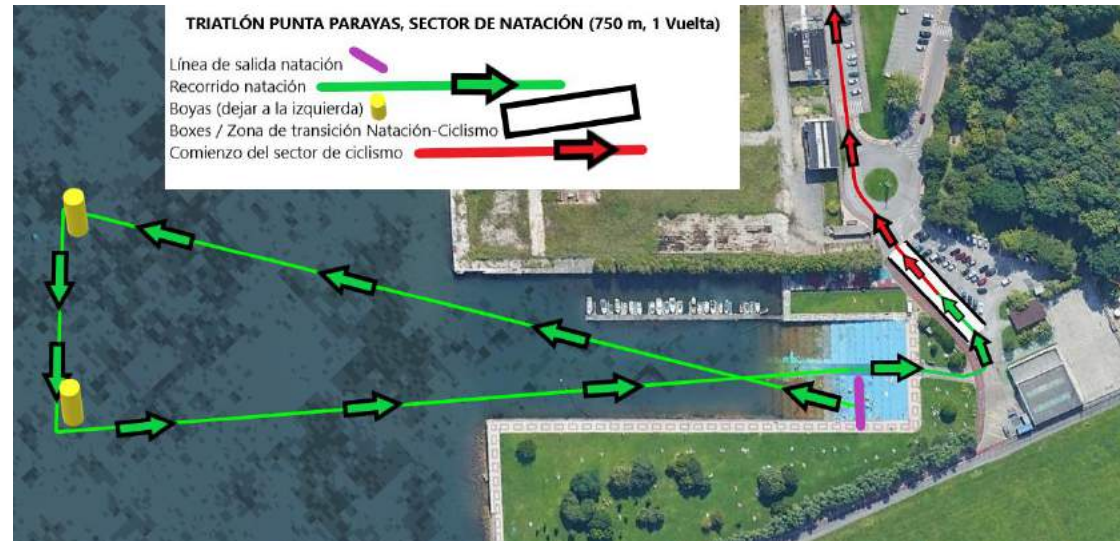 TRIATLÓN PUNTA PARAYAS, SECTOR DE NATACIÓN (750 m, 1 Vuelta)
Línea de salida natación
Recorrido natación
Boyas (dejar a la izquierda)
Boxes / Zona de transición Natación-Ciclismo
Comienzo del sector de ciclismo